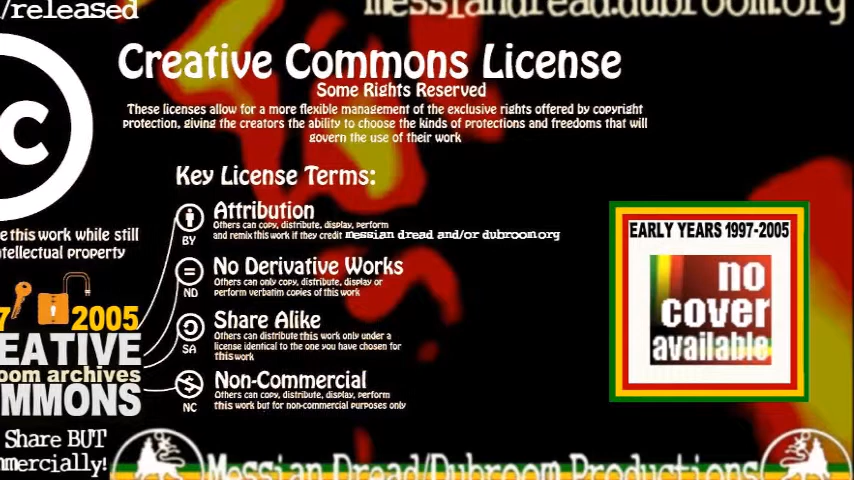 /released
messiandread.dubroom.org/
Creative Commons License
Some Rights Reserved
These licenses allow for a more flexible management of the exclusive rights offered by copyright
protection, giving the creators the ability to choose the kinds of protections and freedoms that will
govern the use of their work
C
Key License Terms:
Attribution
Others can copy, distribute, display, perform
and remix this work if they credit messian dread and/or dubroom.org
BY
No Derivative Works
Others can only copy, distribute, display or
perform verbatim copies of this work
ND
Share Alike
Others can distribute this work only under a
license identical to the one you have chosen for
this work
SA
Non-Commercial
Others can copy, distribute, display, perform
this work but for non-commercial purposes only
NC
e this work while still
tellectual property
7 2005
EATIVE
oom archives
MMONS
Share BUT
mmercially!
EARLY YEARS 1997-2005
no
cover
available
Messian Dread/Dubroom Productions